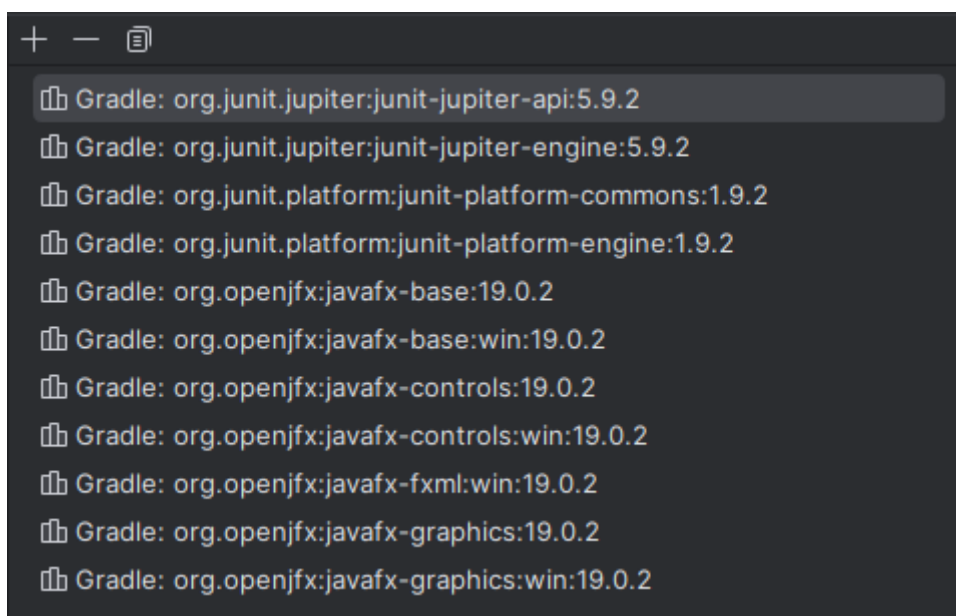 Gradle: org.junit.jupiter:junit-jupiter-api:5.9.2
Gradle: org.junit.jupiter:junit-jupiter-engine:5.9.2
Gradle: org.junit.platform:junit-platform-commons:1.9.2
Gradle: org.junit.platform:junit-platform-engine:1.9.2
Gradle: org.openjfx:javafx-base:19.0.2
Gradle: org.openjfx:javafx-base:win:19.0.2
Gradle: org.openjfx:javafx-controls:19.0.2
Gradle: org.openjfx:javafx-controls:win:19.0.2
Gradle: org.openjfx:javafx-fxml:win:19.0.2
Gradle: org.openjfx:javafx-graphics:19.0.2
Gradle: org.openjfx:javafx-graphics:win:19.0.2